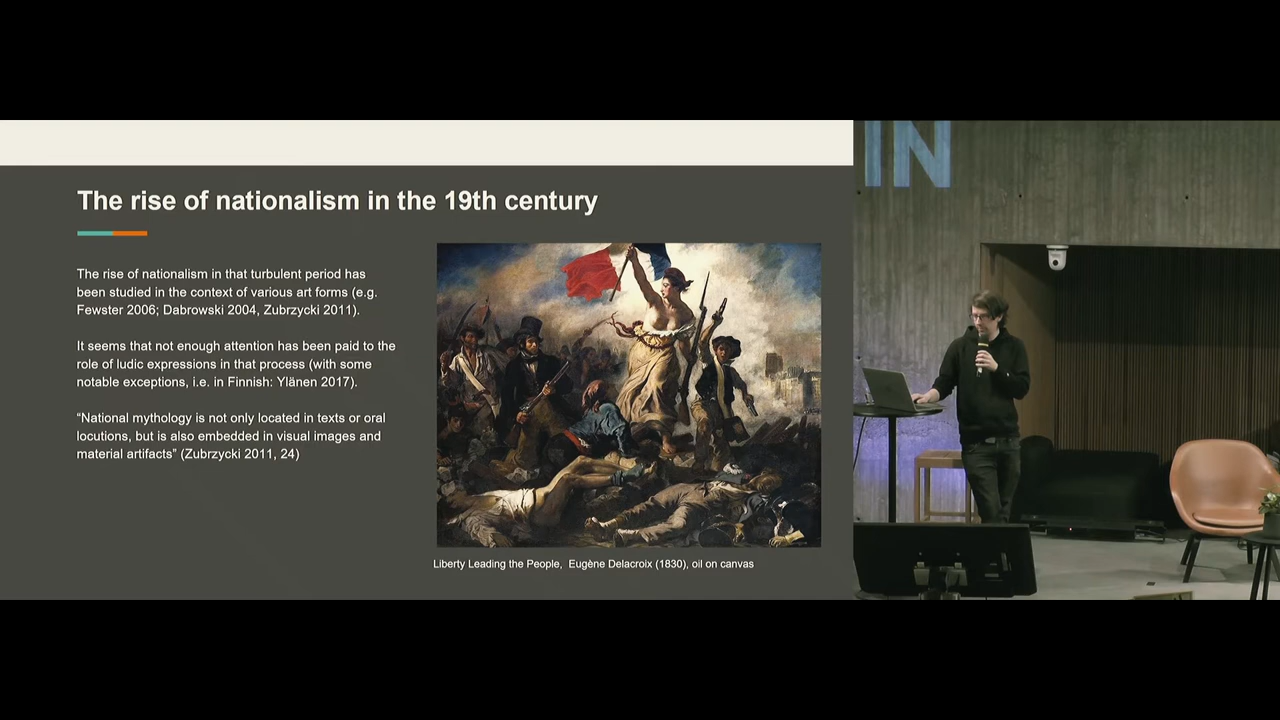 The rise of nationalism in the 19th century
The rise of nationalism in that turbulent period has
been studied in the context of various art forms (e.g.
Fewster 2006; Dabrowski 2004, Zubrzycki 2011).
It seems that not enough attention has been paid to the
role of ludic expressions in that process (with some
notable exceptions, i.e. in Finnish: Ylänen 2017).
“National mythology is not only located in texts or oral
locutions, but is also embedded in visual images and
material artifacts” (Zubrzycki 2011, 24)
Liberty Leading the People, Eugène Delacroix (1830), oil on canvas
IN